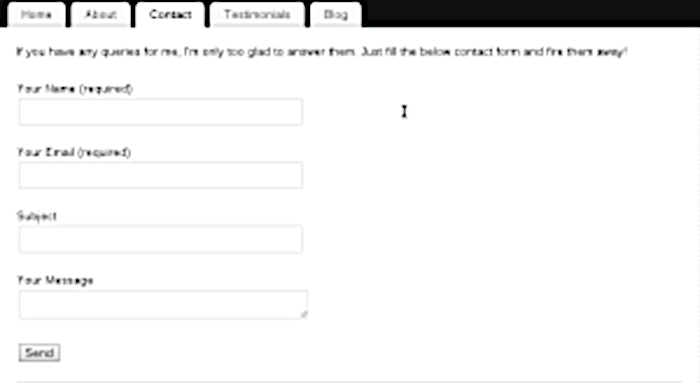 Home About Contact Testimonials Blog
If you have any queries for me, I'm only too glad to answer them. Just fill the below contact form and fire them away!
Your Name (required)
Your Email (required)
Subject
Your Message
Send